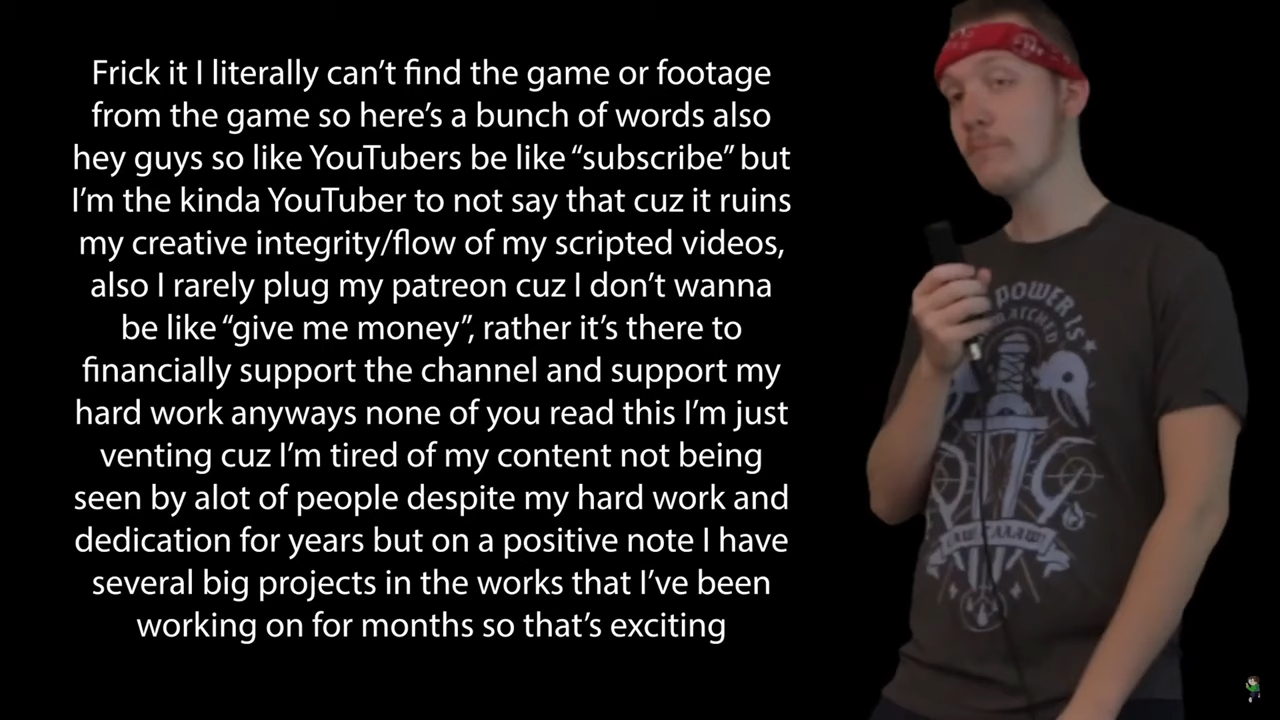 Frick it I literally can’t find the game or footage
from the game so here’s a bunch of words also
hey guys so like YouTubers be like “subscribe” but
I’m the kinda YouTuber to not say that cuz it ruins
my creative integrity/flow of my scripted videos,
also I rarely plug my patreon cuz I don’t wanna
be like “give me money”, rather it’s there to
financially support the channel and support my
hard work anyways none of you read this I’m just
venting cuz I’m tired of my content not being
seen by alot of people despite my hard work and
dedication for years but on a positive note I have
several big projects in the works that I’ve been
working on for months so that’s exciting
POWER IS